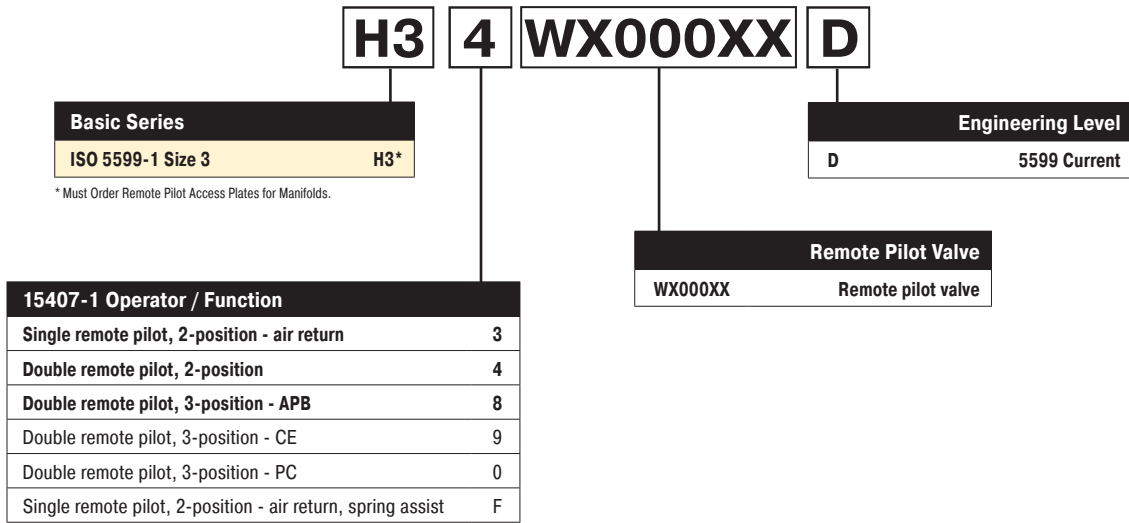 H3 4 WX000XX D
Basic Series
ISO 5599-1 Size 3 H3*
* Must Order Remote Pilot Access Plates for Manifolds.
Engineering Level
D 5599 Current
Remote Pilot Valve
WX000XX Remote pilot valve
15407-1 Operator / Function
Single remote pilot, 2-position - air return 3
Double remote pilot, 2-position 4
Double remote pilot, 3-position - APB 8
Double remote pilot, 3-position - CE 9
Double remote pilot, 3-position - PC 0
Single remote pilot, 2-position - air return, spring assist F